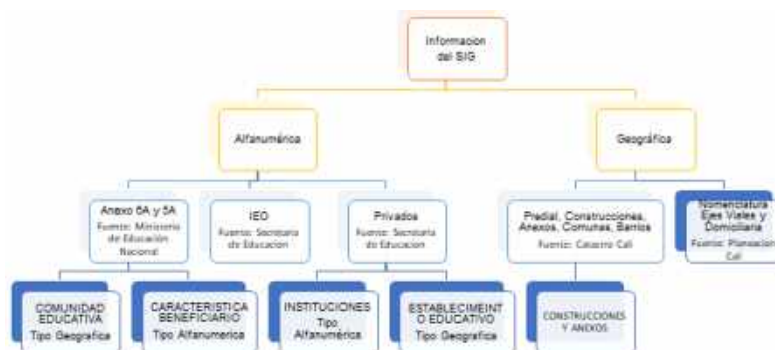 Informacion
del SIG
Alfanumérica
Geográfica
Anexo 6A y 5A
Fuente: Ministerio
de Educación
Nacional
IEO
Fuente: Secretaria
de Educación
Privados
Fuente: Secretaria
de Educacion
Predial, Construcciones,
Anexos, Comunas, Barrios
Fuente: Catastro Cali
Nomenclatura
Ejes Viales y
Domiciliaria
Fuente: Planeacion
Cali
COMUNIDAD
EDUCATIVA
Tipo Geografica
CARACTERISTICA
BENEFICIARIO
Tipo Alfanumerica
INSTITUCIONES
Tipo
Alfanumérica
ESTABLECIMEINT
O EDUCATIVO
Tipo Geografica
CONSTRUCCIONES
Y ANEXOS